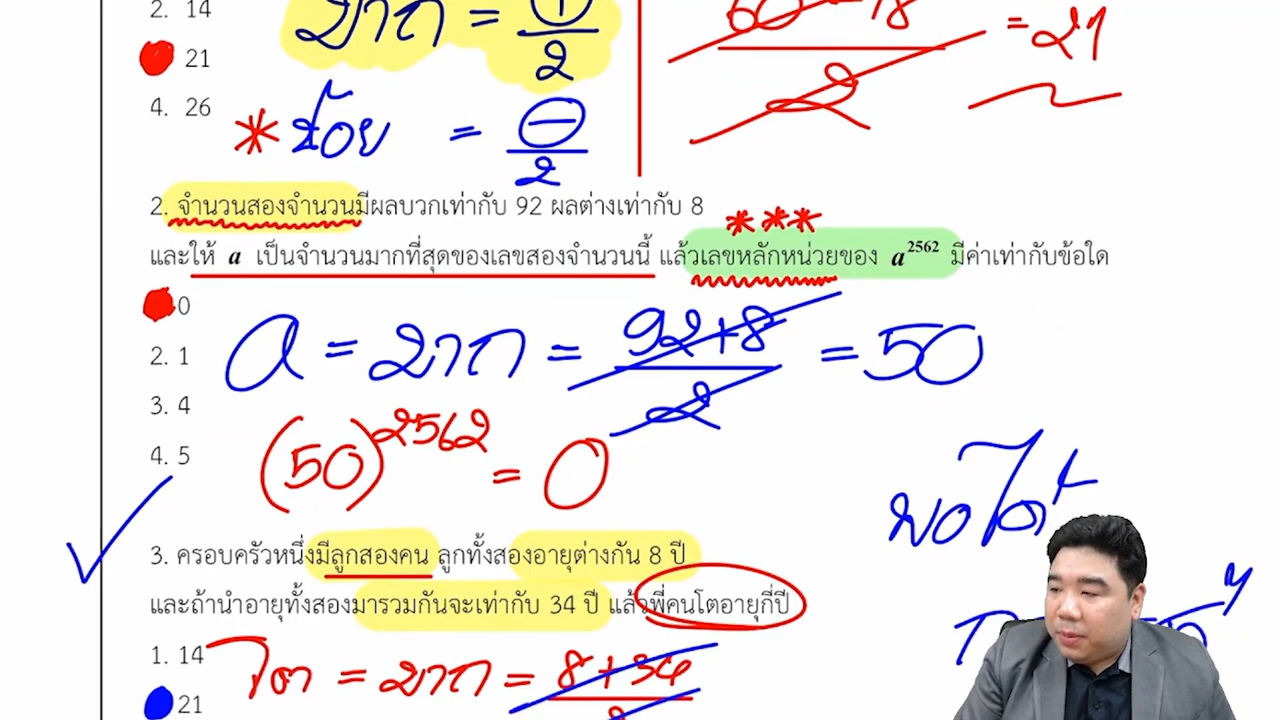 2. 14
มาก = +/2
60 - 18 / 2 = 21
21
4. 26
* น้อย = -/2
2. จำนวนสองจำนวนมีผลบวกเท่ากับ 92 ผลต่างเท่ากับ 8
***
และให้ a เป็นจำนวนมากที่สุดของเลขสองจำนวนนี้ แล้วเลขหลักหน่วยของ a²⁵⁶² มีค่าเท่ากับข้อใด
0
a = มาก = 92+8 / 2 = 50
2. 1
3. 4
(50)²⁵⁶² = 0
4. 5
พอได้
3. ครอบครัวหนึ่งมีลูกสองคน ลูกทั้งสองอายุต่างกัน 8 ปี
และถ้านำอายุทั้งสองมารวมกันจะเท่ากับ 34 ปี แล้วพี่คนโตอายุกี่ปี
1. 14
โต = มาก = 8+34 / 2
21